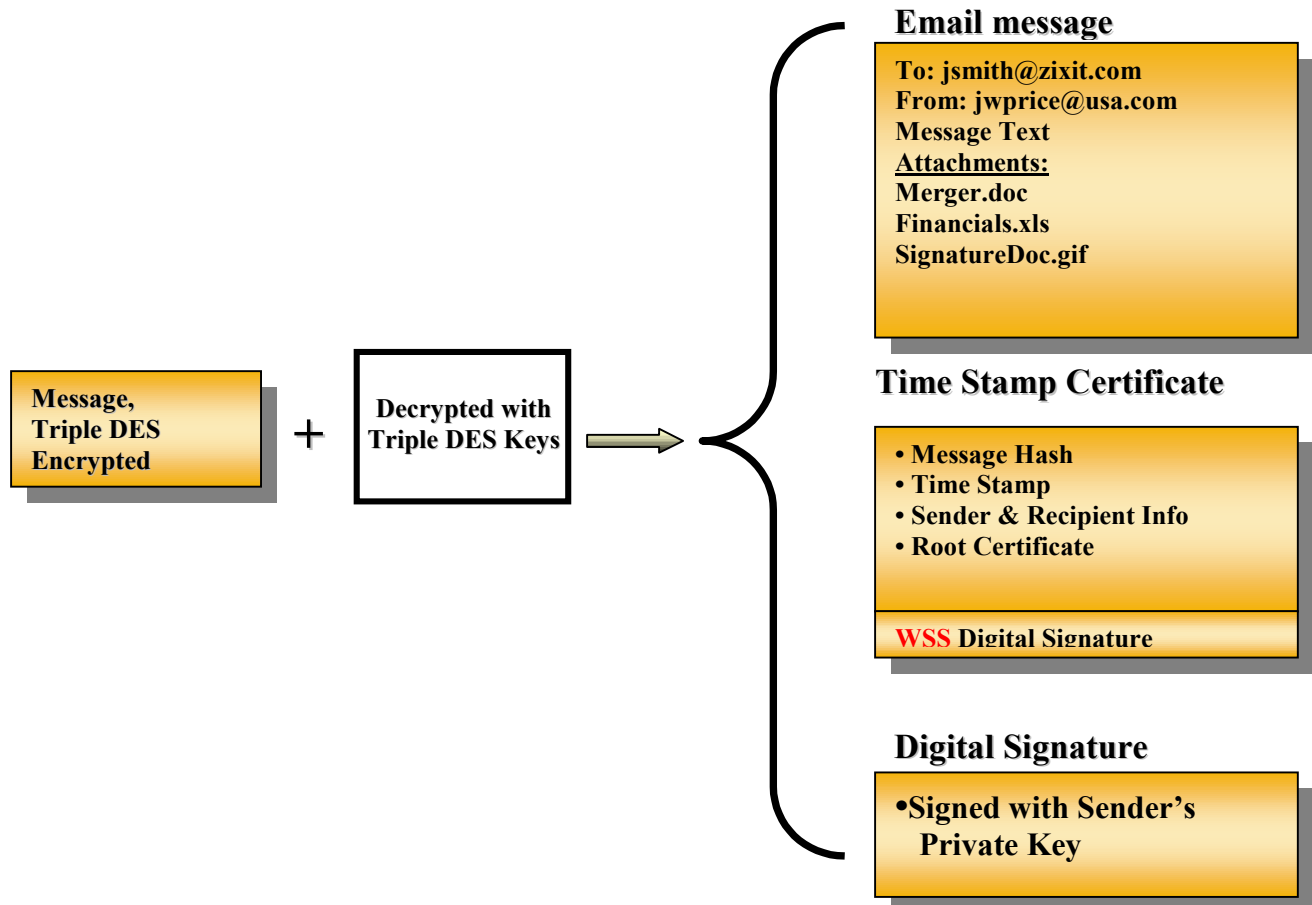 Email message
To: jsmith@zixit.com
From: jwprice@usa.com
Message Text
Attachments:
Merger.doc
Financials.xls
SignatureDoc.gif
Message,
Triple DES
Encrypted
+
Decrypted with
Triple DES Keys
Time Stamp Certificate
• Message Hash
• Time Stamp
• Sender & Recipient Info
• Root Certificate
WSS Digital Signature
Digital Signature
•Signed with Sender’s
Private Key